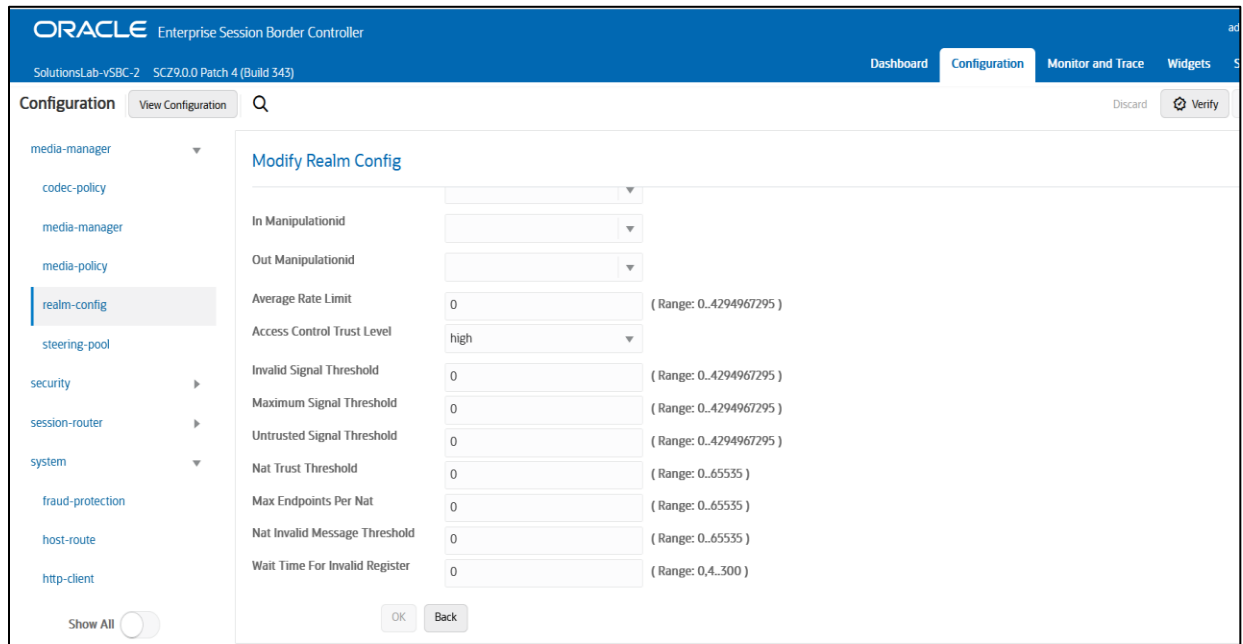 ORACLE Enterprise Session Border Controller
ad
SolutionsLab-vSBC-2 SCZ9.0.0 Patch 4 (Build 343)
Dashboard Configuration Monitor and Trace Widgets S
Configuration View Configuration Discard Verify
media-manager
codec-policy
media-manager
media-policy
realm-config
steering-pool
security
session-router
system
fraud-protection
host-route
http-client
Show All
Modify Realm Config
In Manipulationid
Out Manipulationid
Average Rate Limit 0 ( Range: 0..4294967295 )
Access Control Trust Level high
Invalid Signal Threshold 0 ( Range: 0..4294967295 )
Maximum Signal Threshold 0 ( Range: 0..4294967295 )
Untrusted Signal Threshold 0 ( Range: 0..4294967295 )
Nat Trust Threshold 0 ( Range: 0..65535 )
Max Endpoints Per Nat 0 ( Range: 0..65535 )
Nat Invalid Message Threshold 0 ( Range: 0..65535 )
Wait Time For Invalid Register 0 ( Range: 0,4..300 )
OK Back